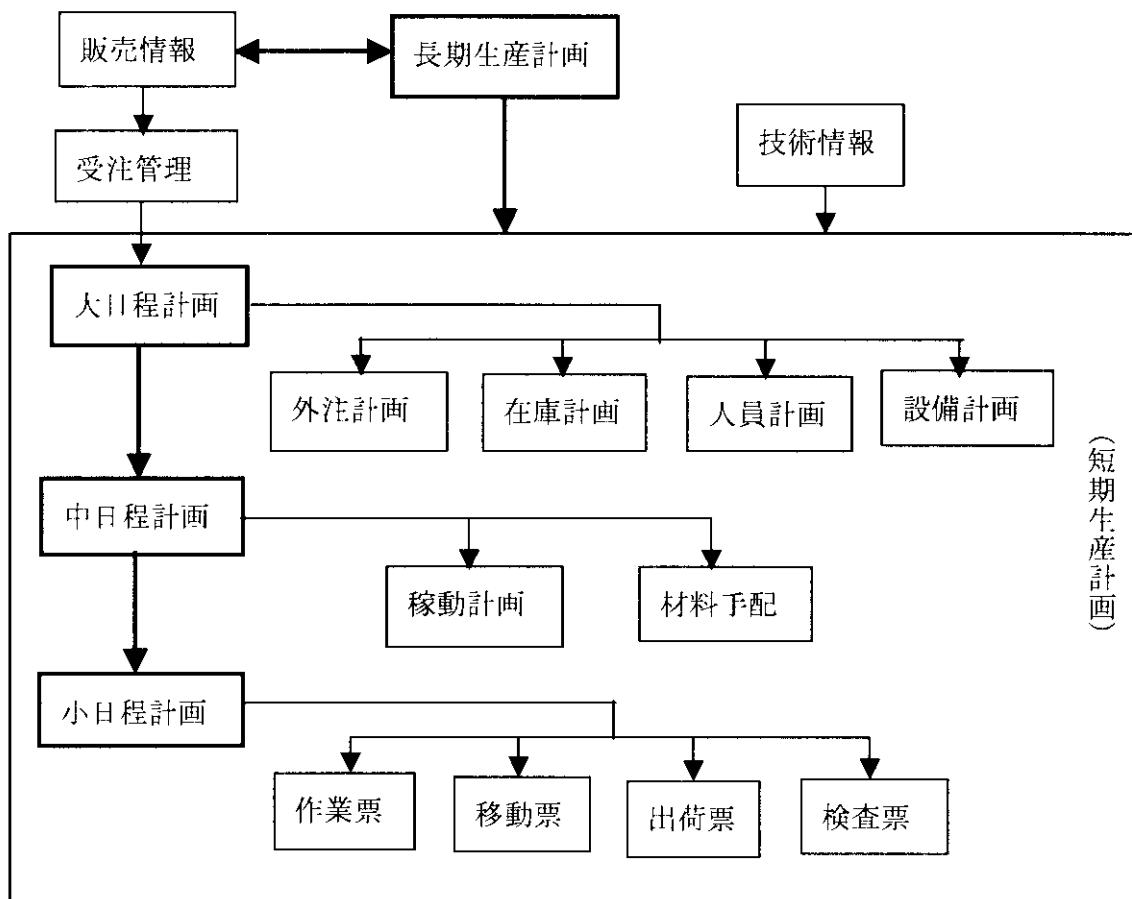 販売情報
長期生産計画
受注管理
技術情報
大日程計画
外注計画
在庫計画
人員計画
設備計画
(短期生産計画)
中日程計画
稼動計画
材料手配
小日程計画
作業票
移動票
出荷票
検査票